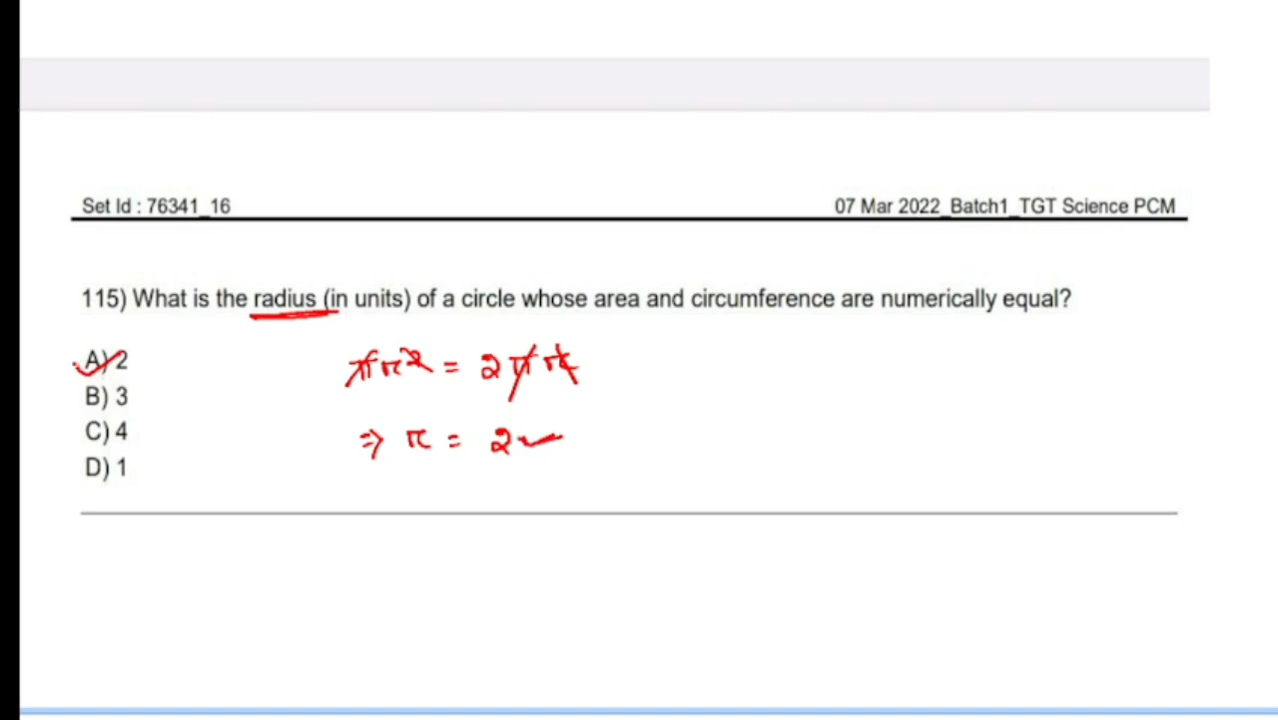 Set Id : 76341_16
07 Mar 2022_Batch1_TGT Science PCM
115) What is the radius (in units) of a circle whose area and circumference are numerically equal?
A) 2
B) 3
C) 4
D) 1
πr² = 2πr
⇒ r = 2